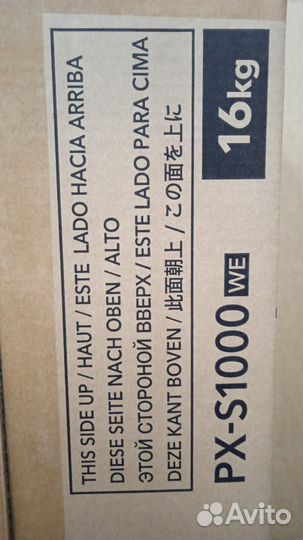 THIS SIDE UP / HAUT / ESTE LADO HACIA ARRIBA
DIESE SEITE NACH OBEN / ALTO
ЭТОЙ СТОРОНОЙ ВВЕРХ / ESTE LADO PARA CIMA
DEZE KANT BOVEN / 此面朝上 / この面を上に
PX-S1000 WE
16kg
Avito